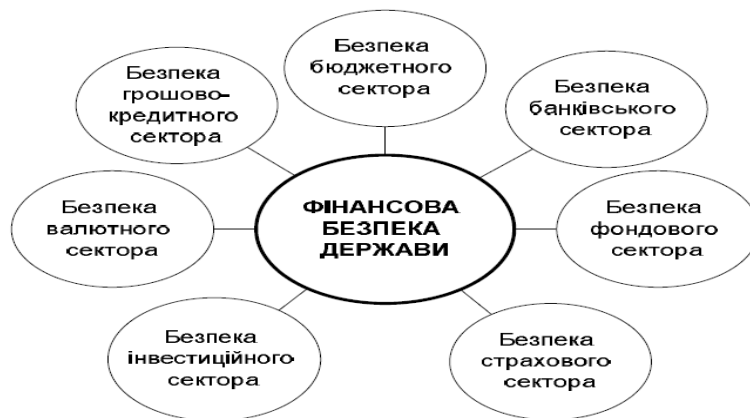 Безпека
бюджетного
сектора
Безпека
грошово-
кредитного
сектора
Безпека
банківського
сектора
Безпека
валютного
сектора
ФІНАНСОВА
БЕЗПЕКА
ДЕРЖАВИ
Безпека
фондового
сектора
Безпека
інвестиційного
сектора
Безпека
страхового
сектора